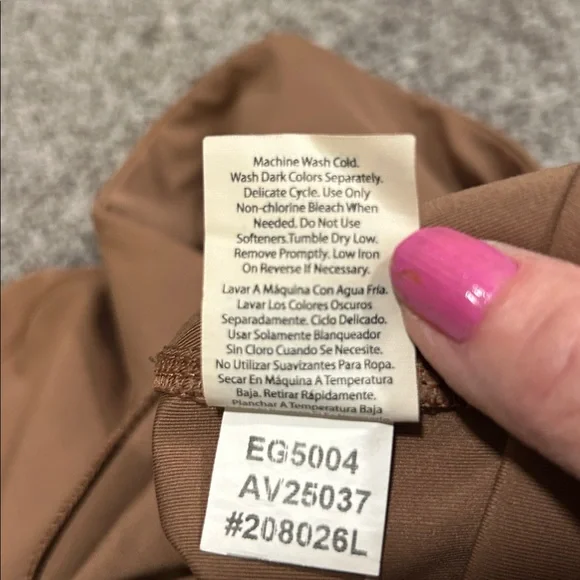 Machine Wash Cold.
Wash Dark Colors Separately.
Delicate Cycle. Use Only
Non-chlorine Bleach When
Needed. Do Not Use
Softeners.Tumble Dry Low.
Remove Promptly. Low Iron
On Reverse If Necessary.
Lavar A Máquina Con Agua Fría.
Lavar Los Colores Oscuros
Separadamente. Ciclo Delicado.
Usar Solamente Blanqueador
Sin Cloro Cuando Se Necesite.
No Utilizar Suavizantes Para Ropa.
Secar En Máquina A Temperatura
Baja. Retirar Rápidamente.
Planchar A Temperatura Baja
EG5004
AV25037
#208026L